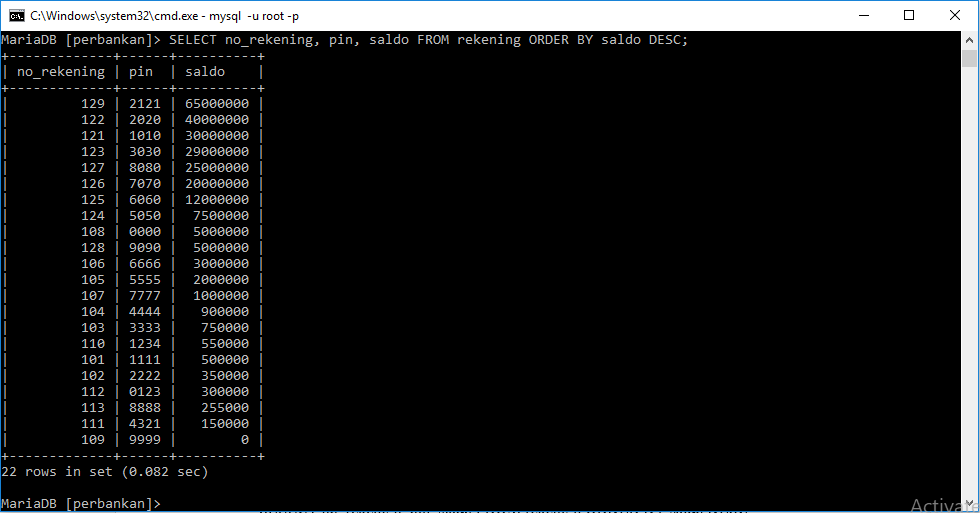 C:\Windows\system32\cmd.exe - mysql -u root -p
MariaDB [perbankan]> SELECT no_rekening, pin, saldo FROM rekening ORDER BY saldo DESC;
+-------------+------+----------+
| no_rekening | pin | saldo |
+-------------+------+----------+
| 129 | 2121 | 65000000 |
| 122 | 2020 | 40000000 |
| 121 | 1010 | 30000000 |
| 123 | 3030 | 29000000 |
| 127 | 8080 | 25000000 |
| 126 | 7070 | 20000000 |
| 125 | 6060 | 12000000 |
| 124 | 5050 | 7500000 |
| 108 | 0000 | 5000000 |
| 128 | 9090 | 5000000 |
| 106 | 6666 | 3000000 |
| 105 | 5555 | 2000000 |
| 107 | 7777 | 1000000 |
| 104 | 4444 | 900000 |
| 103 | 3333 | 750000 |
| 110 | 1234 | 550000 |
| 101 | 1111 | 500000 |
| 102 | 2222 | 350000 |
| 112 | 0123 | 300000 |
| 113 | 8888 | 255000 |
| 111 | 4321 | 150000 |
| 109 | 9999 | 0 |
+-------------+------+----------+
22 rows in set (0.082 sec)
MariaDB [perbankan]>